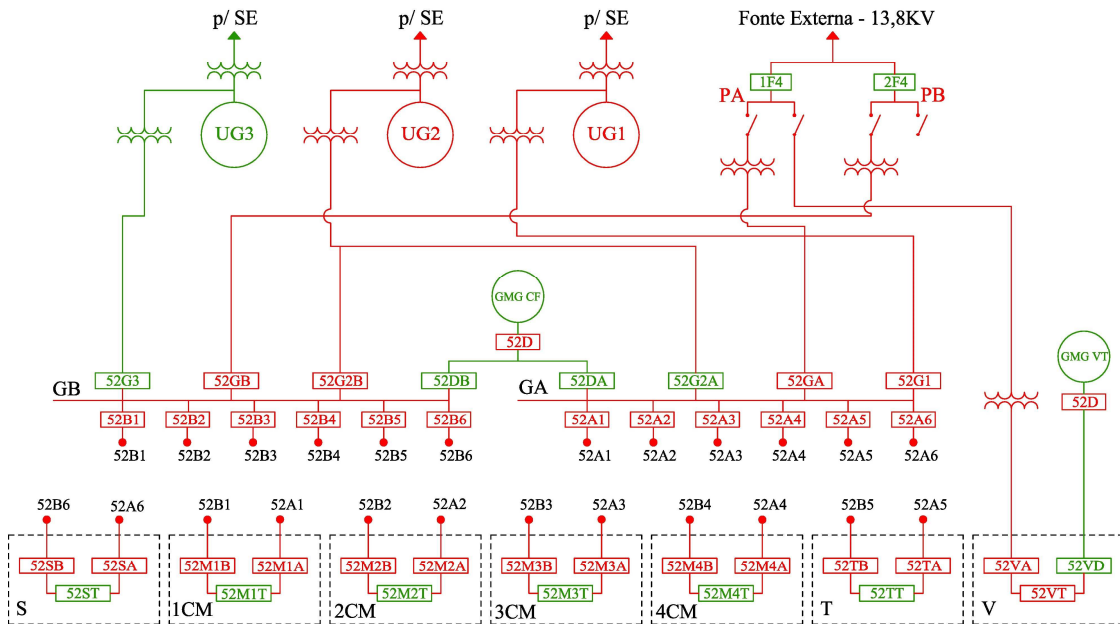 p/ SE p/ SE p/ SE Fonte Externa - 13,8KV
1F4 2F4
PA PB
UG3 UG2 UG1
GMG CF
52D
GMG VT
52D
GB 52G3 52GB 52G2B 52DB GA 52DA 52G2A 52GA 52G1
52B1 52B2 52B3 52B4 52B5 52B6 52A1 52A2 52A3 52A4 52A5 52A6
52B1 52B2 52B3 52B4 52B5 52B6 52A1 52A2 52A3 52A4 52A5 52A6
52B6 52A6 52B1 52A1 52B2 52A2 52B3 52A3 52B4 52A4 52B5 52A5
52SB 52SA 52M1B 52M1A 52M2B 52M2A 52M3B 52M3A 52M4B 52M4A 52TB 52TA 52VA 52VD
52ST 52M1T 52M2T 52M3T 52M4T 52TT 52VT
S 1CM 2CM 3CM 4CM T V